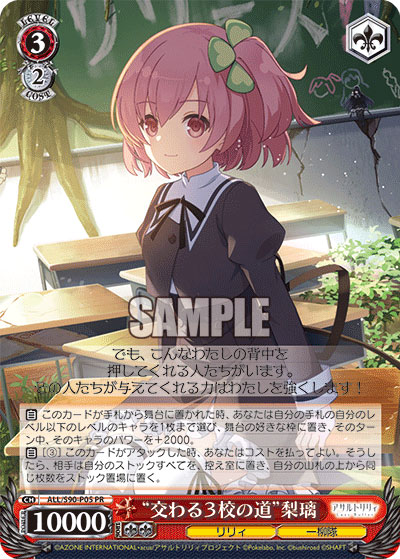 LEVEL
3
2
COST
SAMPLE
でも、こんなわたしの背中を
押してくれる人たちがいます。
この人たちが与えてくれる力はわたしを強くします！
自 このカードが手札から舞台に置かれた時、あなたは自分の手札の自分のレ
ベル以下のレベルのキャラを1枚まで選び、舞台の好きな枠に置き、そのター
ン中、そのキャラのパワーを+2000。
自 [③] このカードがアタックした時、あなたはコストを払ってよい。そうし
たら、相手は自分のストックすべてを、控え室に置き、自分の山札の上から同
じ枚数をストック置場に置く。
CH ALL/S90-P05 PR
10000
“交わる3校の道”梨璃
アサルトリリィ
リリィ
一柳隊
©AZONE INTERNATIONAL・acus/アサルトリリィプロジェクト ©Pokelabo, Inc. ©bushiroad